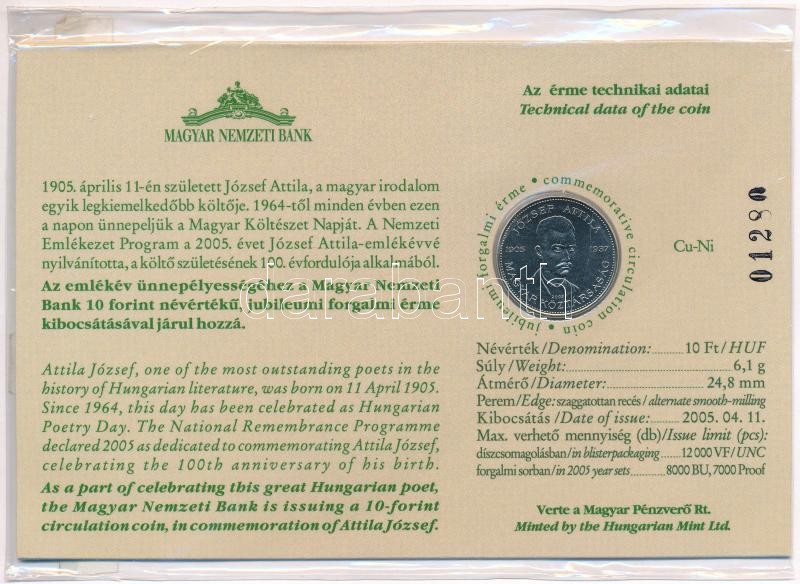 MAGYAR NEMZETI BANK
1905. április 11-én született József Attila, a magyar irodalom
egyik legkiemelkedőbb költője. 1964-től minden évben ezen
a napon ünnepeljük a Magyar Költészet Napját. A Nemzeti
Emlékezet Program a 2005. évet József Attila-emlékévvé
nyilvánította, a költő születésének 100. évfordulója alkalmából.
Az emlékév ünnepélyességéhez a Magyar Nemzeti
Bank 10 forint névértékű, jubileumi forgalmi érme
kibocsátásával járul hozzá.
Attila József, one of the most outstanding poets in the
history of Hungarian literature, was born on 11 April 1905.
Since 1964, this day has been celebrated as Hungarian
Poetry Day. The National Remembrance Programme
declared 2005 as dedicated to commemorating Attila József,
celebrating the 100th anniversary of his birth.
As a part of celebrating this great Hungarian poet,
the Magyar Nemzeti Bank is issuing a 10-forint
circulation coin, in commemoration of Attila József.
Az érme technikai adatai
Technical data of the coin
jubileumi forgalmi érme • commemorative circulation coin •
JÓZSEF ATTILA
1905 1937
MAGYAR KÖZTÁRSASÁG
Cu-Ni
01280
Névérték/Denomination:..........10 Ft/HUF
Súly/Weight:..........6,1 g
Átmérő/Diameter:..........24,8 mm
Perem/Edge: szaggatottan recés / alternate smooth-milling
Kibocsátás/Date of issue:..........2005. 04. 11.
Max. verhető mennyiség (db)/Issue limit (pcs):
díszcsomagolásban/in blisterpackaging..........12 000 VF/UNC
forgalmi sorban/in 2005 year sets..........8000 BU, 7000 Proof
Verte a Magyar Pénzverő Rt.
Minted by the Hungarian Mint Ltd.
darabanth